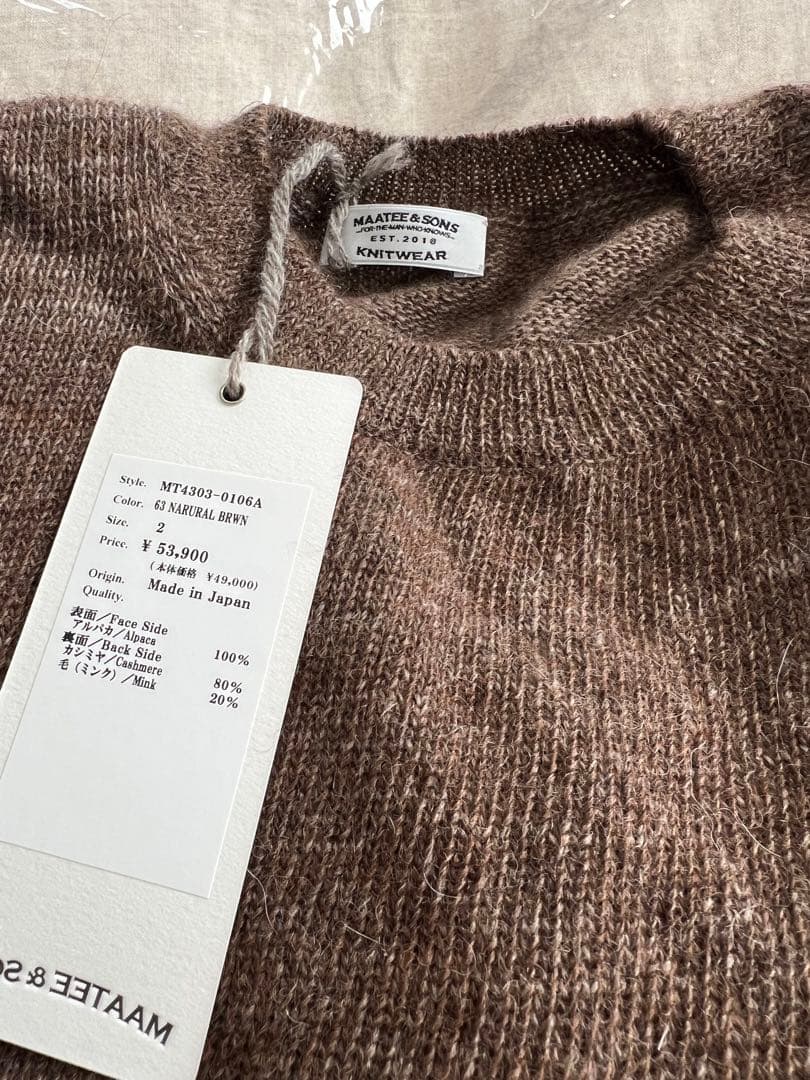 MAATEE&SONS
—FOR-THE-MAN-WHO-KNOWS—
EST.2018
KNITWEAR
Style. MT4303-0106A
Color. 63 NARURAL BRWN
Size. 2
Price. ¥ 53,900
(本体価格 ¥49,000)
Origin. Made in Japan
Quality.
表面/Face Side
アルパカ/Alpaca 100%
裏面/Back Side
カシミヤ/Cashmere 80%
毛(ミンク)/Mink 20%
MAATEE & SO